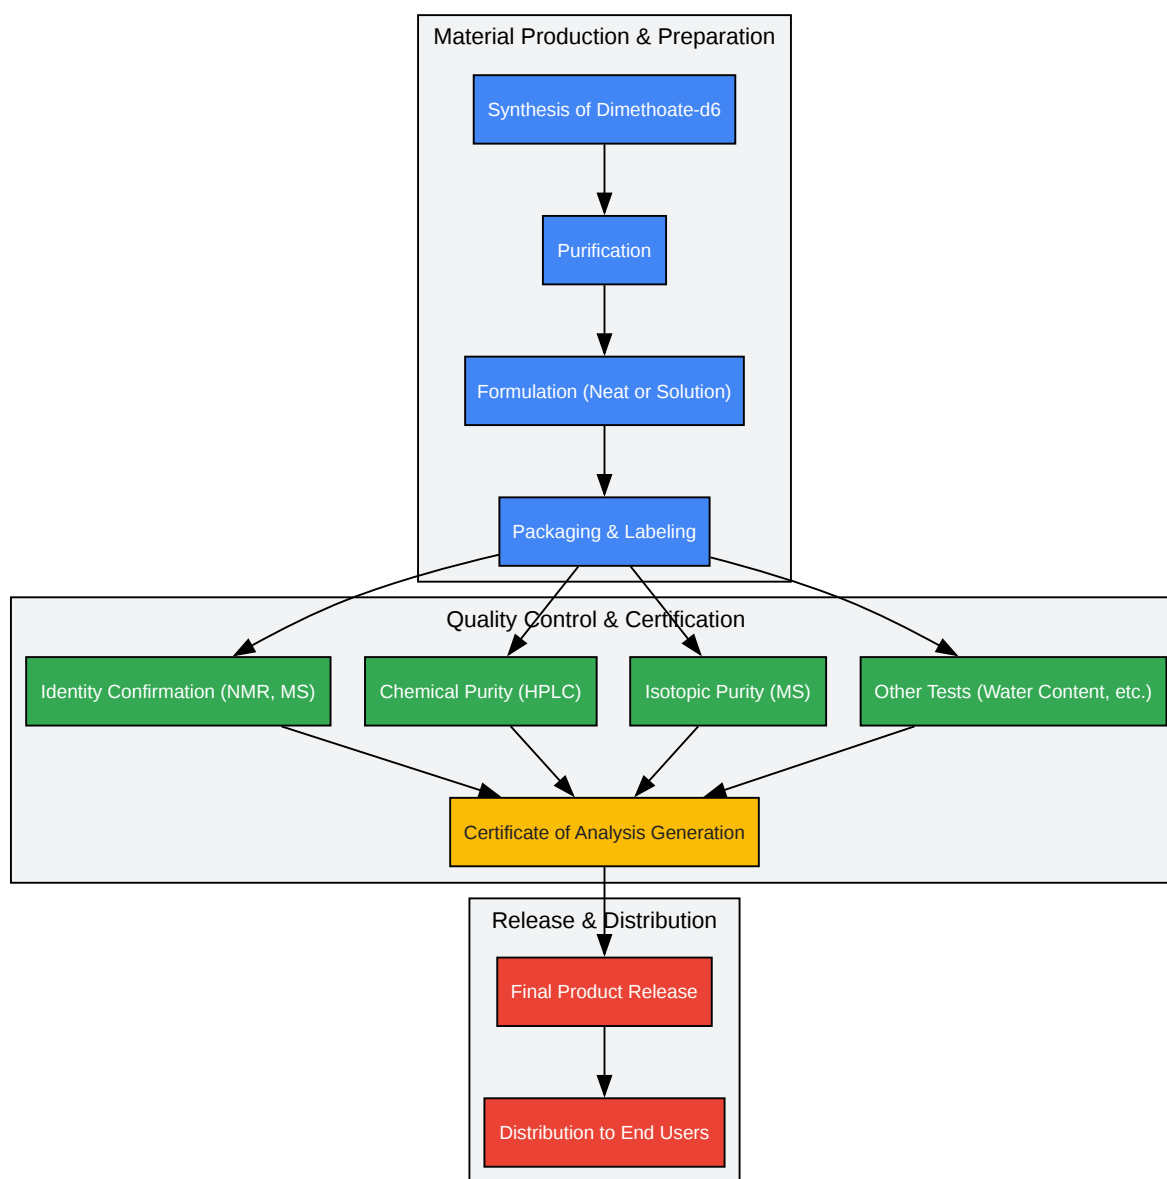 Material Production & Preparation
Synthesis of Dimethoate-d6
Purification
Formulation (Neat or Solution)
Packaging & Labeling
Quality Control & Certification
Identity Confirmation (NMR, MS)
Chemical Purity (HPLC)
Isotopic Purity (MS)
Other Tests (Water Content, etc.)
Certificate of Analysis Generation
Release & Distribution
Final Product Release
Distribution to End Users